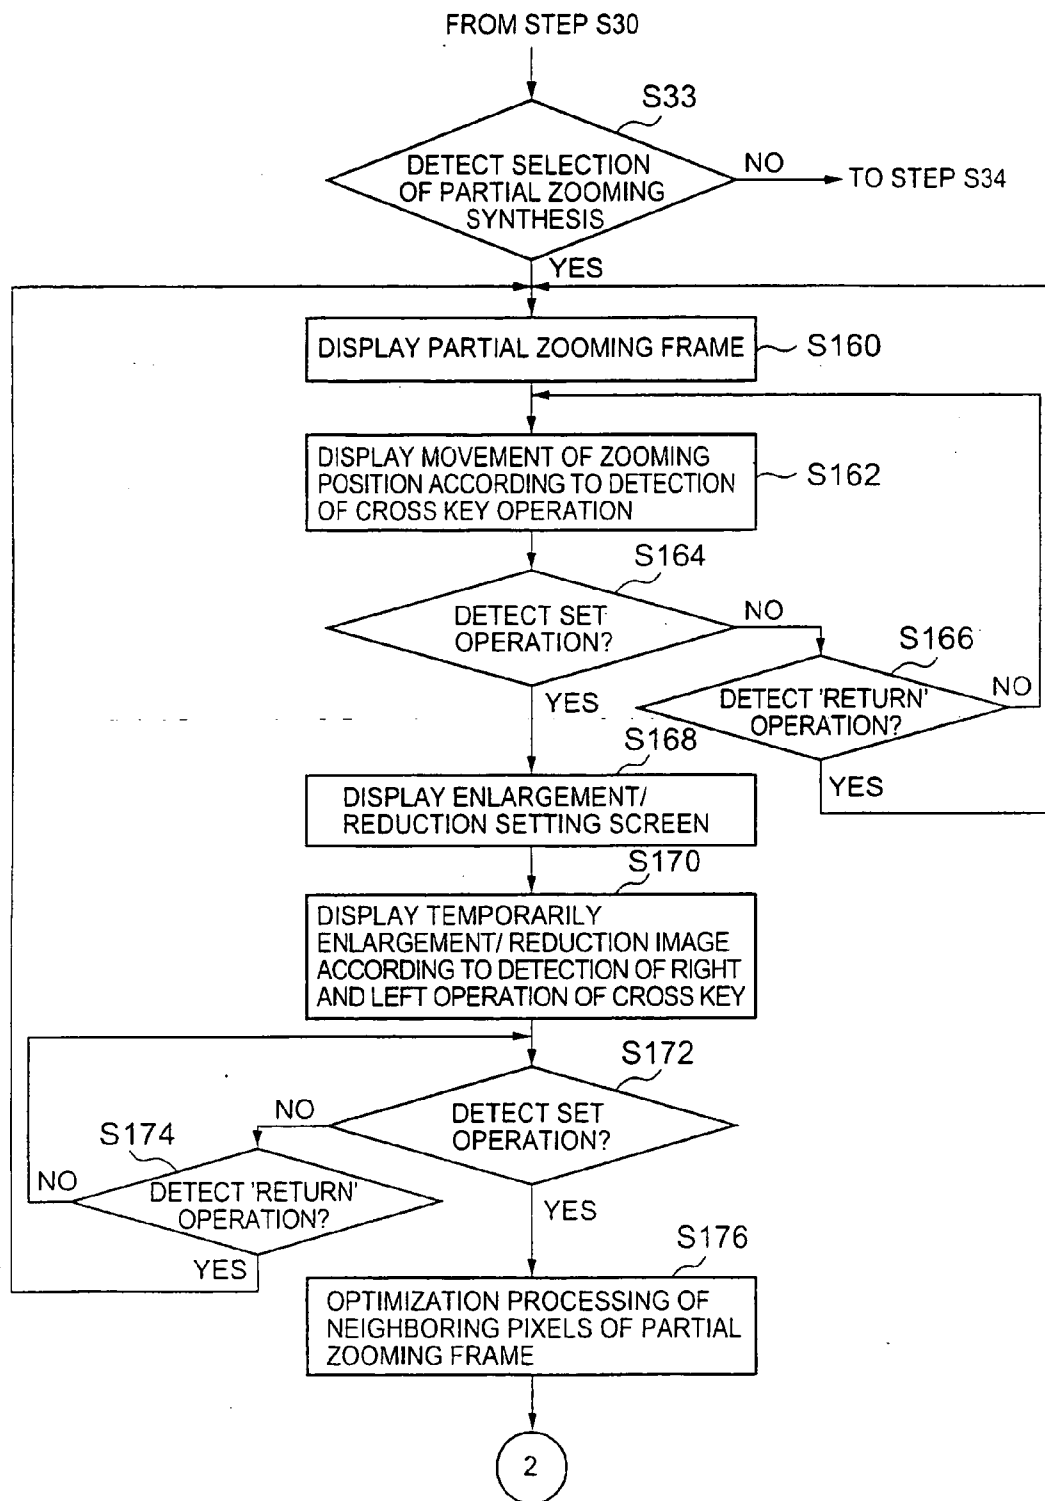 FROM STEP S30
S33
DETECT SELECTION
OF PARTIAL ZOOMING
SYNTHESIS
NO
TO STEP S34
YES
DISPLAY PARTIAL ZOOMING FRAME
S160
DISPLAY MOVEMENT OF ZOOMING
POSITION ACCORDING TO DETECTION
OF CROSS KEY OPERATION
S162
S164
DETECT SET
OPERATION?
NO
YES
S166
DETECT 'RETURN'
OPERATION?
NO
YES
S168
DISPLAY ENLARGEMENT/
REDUCTION SETTING SCREEN
S170
DISPLAY TEMPORARILY
ENLARGEMENT/ REDUCTION IMAGE
ACCORDING TO DETECTION OF RIGHT
AND LEFT OPERATION OF CROSS KEY
S172
DETECT SET
OPERATION?
NO
YES
S174
DETECT 'RETURN'
OPERATION?
NO
YES
S176
OPTIMIZATION PROCESSING OF
NEIGHBORING PIXELS OF PARTIAL
ZOOMING FRAME
2